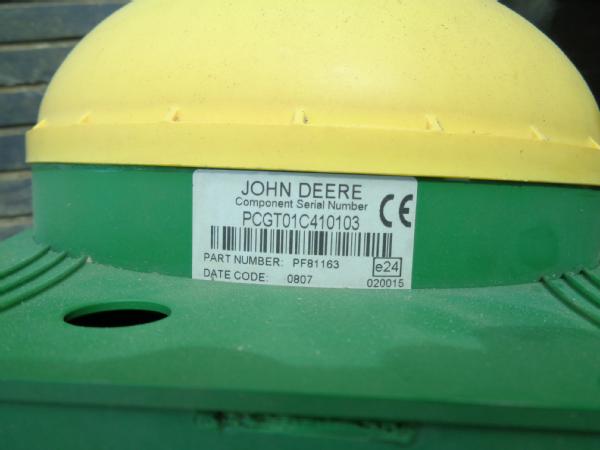 JOHN DEERE
Component Serial Number
PCGT01C410103
CE
PART NUMBER: PF81163
e24
DATE CODE: 0807
020015